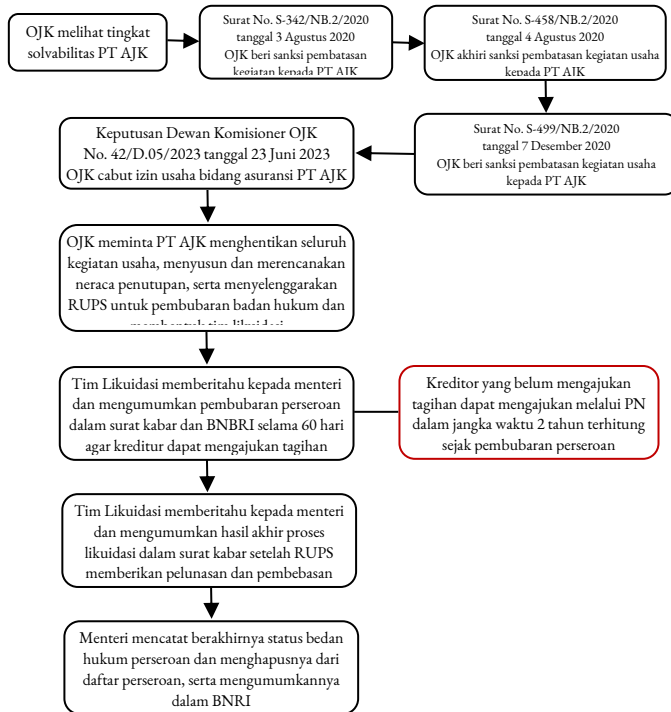 OJK melihat tingkat
solvabilitas PT AJK
Surat No. S-342/NB.2/2020
tanggal 3 Agustus 2020
OJK beri sanksi pembatasan
kegiatan kepada PT AJK
Surat No. S-458/NB.2/2020
tanggal 4 Agustus 2020
OJK akhiri sanksi pembatasan
kegiatan usaha
kepada PT AJK
Surat No. S-499/NB.2/2020
tanggal 7 Desember 2020
OJK beri sanksi pembatasan kegiatan usaha
kepada PT AJK
Keputusan Dewan Komisioner OJK
No. 42/D.05/2023 tanggal 23 Juni 2023
OJK cabut izin usaha bidang asuransi PT AJK
OJK meminta PT AJK menghentikan seluruh
kegiatan usaha, menyusun dan merencanakan
neraca penutupan, serta menyelenggarakan
RUPS untuk pembubaran badan hukum dan
membentuk tim likuidasi
Tim Likuidasi memberitahu kepada menteri
dan mengumumkan pembubaran perseroan
dalam surat kabar dan BNBRI selama 60 hari
agar kreditur dapat mengajukan tagihan
Kreditor yang belum mengajukan
tagihan dapat mengajukan melalui PN
dalam jangka waktu 2 tahun terhitung
sejak pembubaran perseroan
Tim Likuidasi memberitahu kepada menteri
dan mengumumkan hasil akhir proses
likuidasi dalam surat kabar setelah RUPS
memberikan pelunasan dan pembebasan
Menteri mencatat berakhirnya status bedan
hukum perseroan dan menghapusnya dari
daftar perseroan, serta mengumumkannya
dalam BNRI